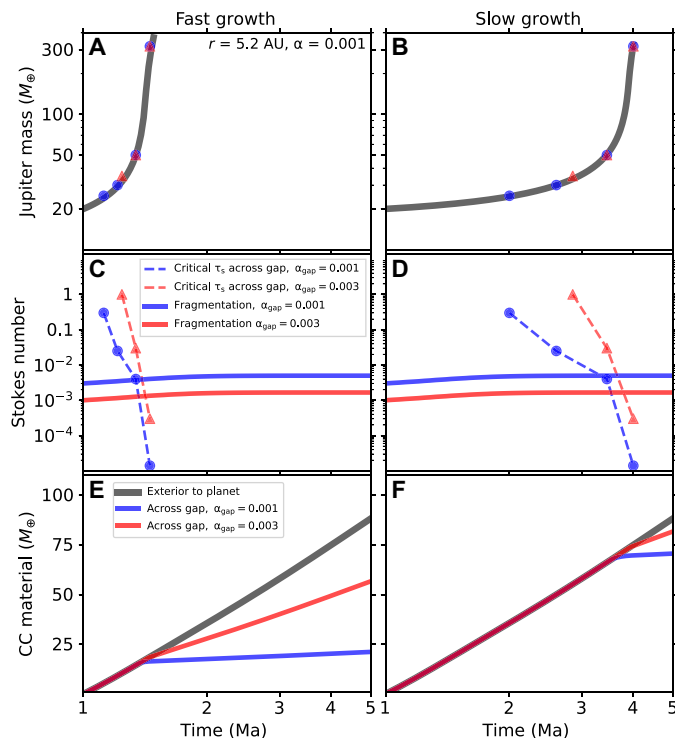 Fast growth
Slow growth
A
r = 5.2 AU, α = 0.001
B
Jupiter mass (M⊕)
300
100
50
20
C
D
Critical τs across gap, αgap = 0.001
Critical τs across gap, αgap = 0.003
Fragmentation, αgap = 0.001
Fragmentation αgap = 0.003
Stokes number
1
0.1
10−2
10−3
10−4
E
F
Exterior to planet
Across gap, αgap = 0.001
Across gap, αgap = 0.003
CC material (M⊕)
100
75
50
25
1 2 3 4 5 1 2 3 4 5
Time (Ma)
Time (Ma)